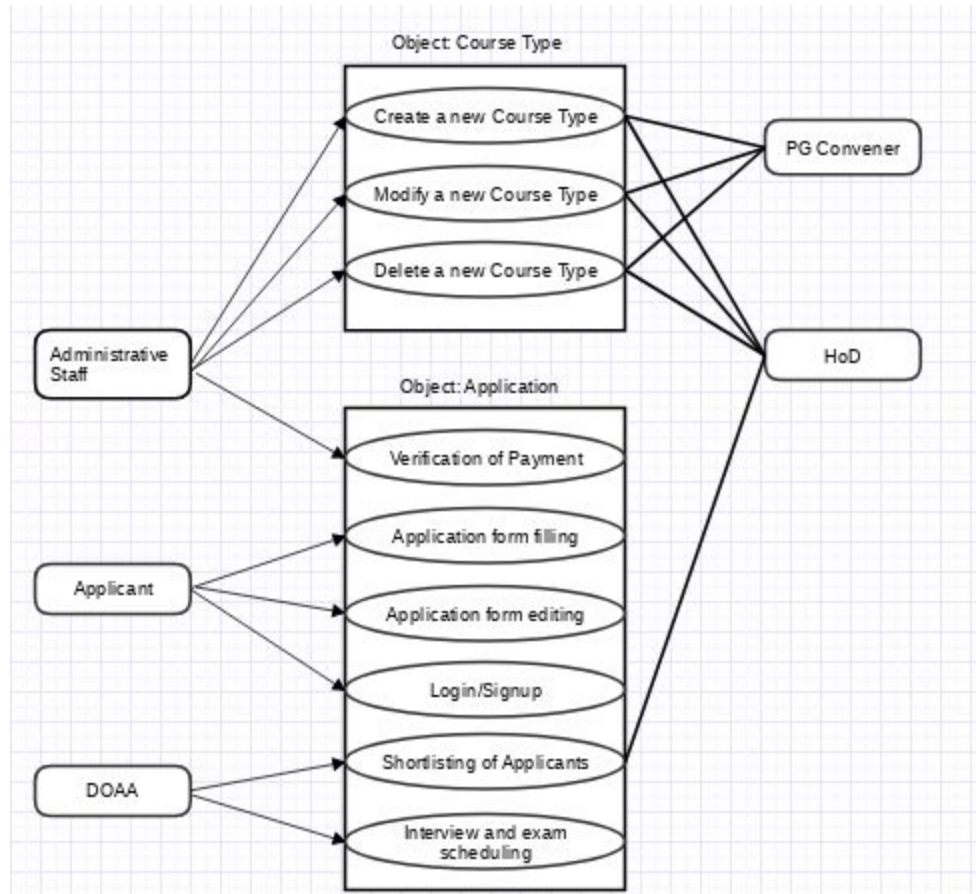 Object: Course Type
Create a new Course Type
PG Convener
Modify a new Course Type
Delete a new Course Type
Administrative
Staff
HoD
Object: Application
Verification of Payment
Application form filling
Applicant
Application form editing
Login/Signup
Shortlisting of Applicants
DOAA
Interview and exam
scheduling